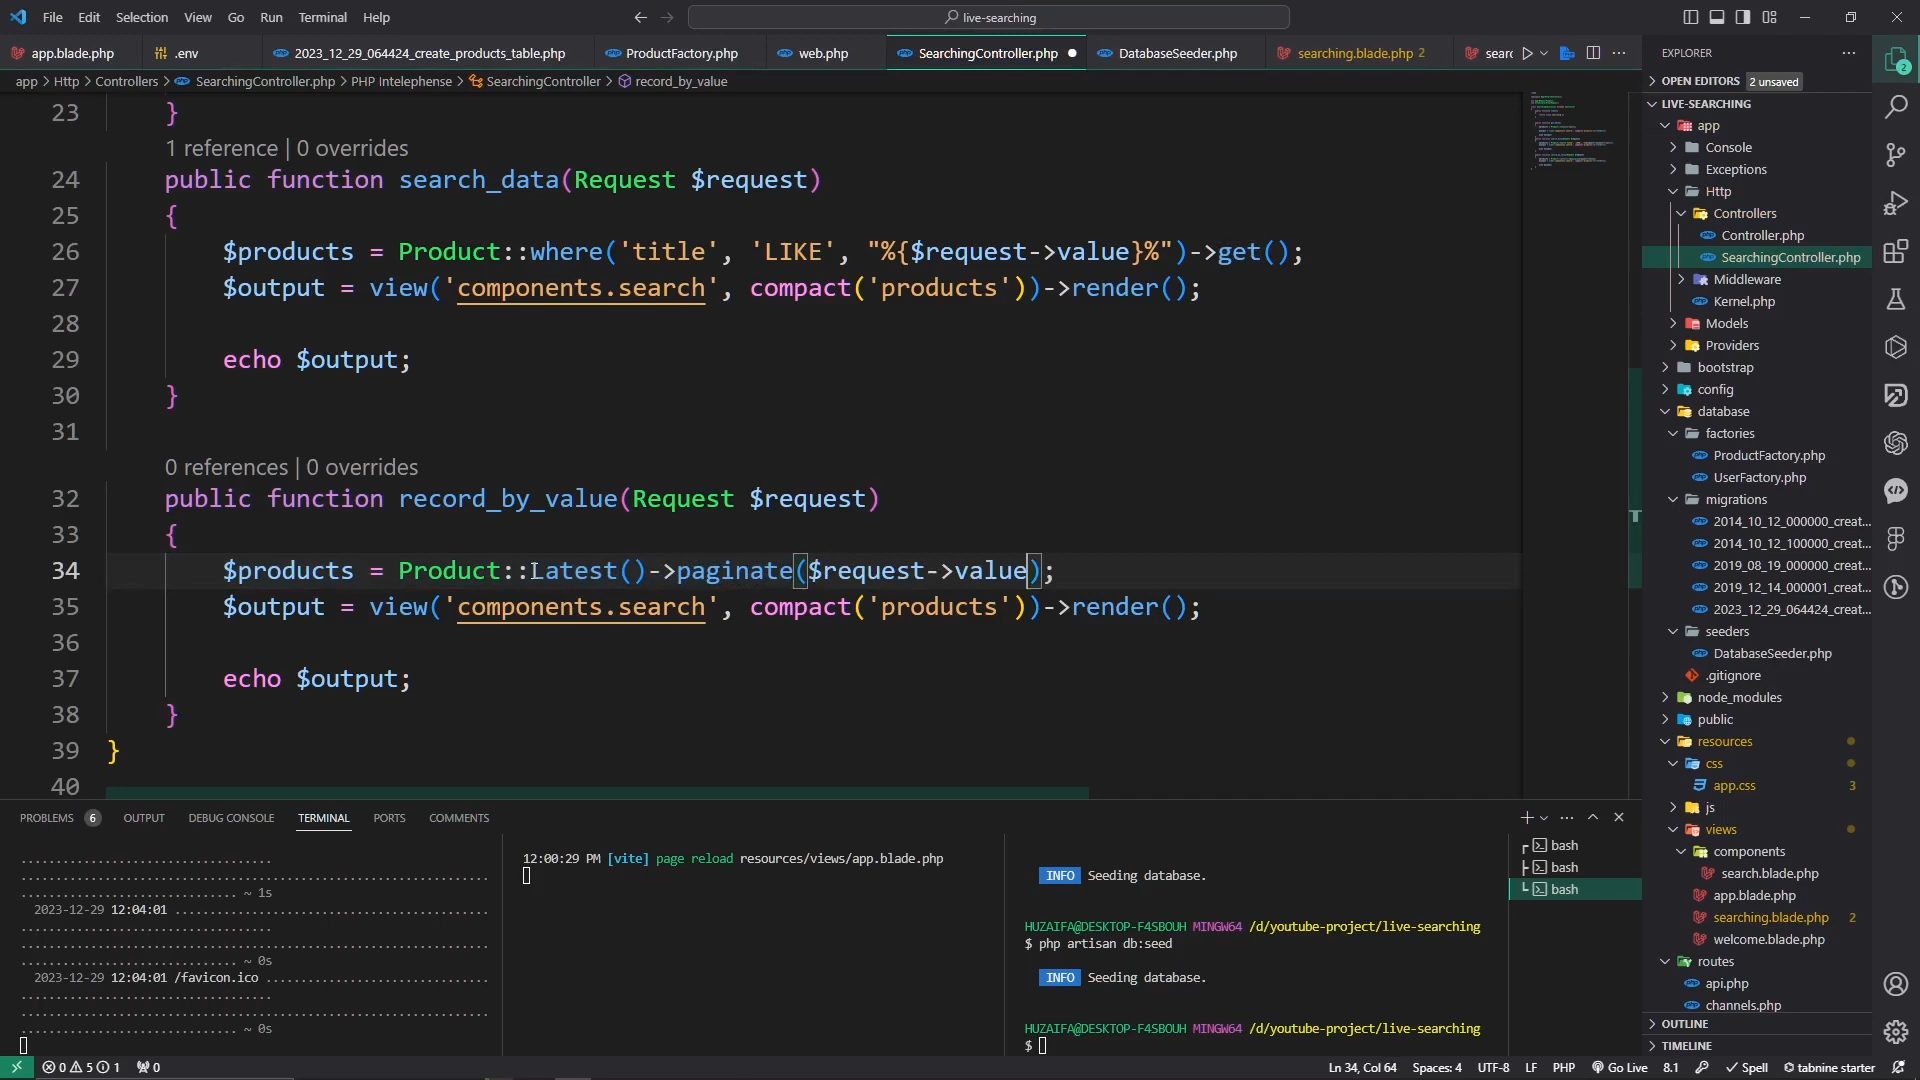 File Edit Selection View Go Run Terminal Help
live-searching
app.blade.php .env 2023_12_29_064424_create_products_table.php ProductFactory.php web.php SearchingController.php DatabaseSeeder.php searching.blade.php 2 searc
app > Http > Controllers > SearchingController.php > PHP Intelephense > SearchingController > record_by_value
23 }
1 reference | 0 overrides
24 public function search_data(Request $request)
25 {
26 $products = Product::where('title', 'LIKE', "%{$request->value}%")->get();
27 $output = view('components.search', compact('products'))->render();
28
29 echo $output;
30 }
31
0 references | 0 overrides
32 public function record_by_value(Request $request)
33 {
34 $products = Product::Latest()->paginate($request->value);
35 $output = view('components.search', compact('products'))->render();
36
37 echo $output;
38 }
39 }
40
PROBLEMS 6 OUTPUT DEBUG CONSOLE TERMINAL PORTS COMMENTS
~ 1s
2023-12-29 12:04:01
~ 0s
2023-12-29 12:04:01 /favicon.ico
~ 0s
12:00:29 PM [vite] page reload resources/views/app.blade.php
INFO Seeding database.
HUZAIFA@DESKTOP-F4SBOUH MINGW64 /d/youtube-project/live-searching
$ php artisan db:seed
INFO Seeding database.
HUZAIFA@DESKTOP-F4SBOUH MINGW64 /d/youtube-project/live-searching
$
bash
bash
bash
EXPLORER
OPEN EDITORS 2 unsaved
LIVE-SEARCHING
app
Console
Exceptions
Http
Controllers
Controller.php
SearchingController.php
Middleware
Kernel.php
Models
Providers
bootstrap
config
database
factories
ProductFactory.php
UserFactory.php
migrations
2014_10_12_000000_creat...
2014_10_12_100000_creat...
2019_08_19_000000_creat...
2019_12_14_000001_creat...
2023_12_29_064424_creat...
seeders
DatabaseSeeder.php
.gitignore
node_modules
public
resources
css
app.css 3
js
views
components
search.blade.php
app.blade.php
searching.blade.php 2
welcome.blade.php
routes
api.php
channels.php
OUTLINE
TIMELINE
2
0 5 1 0
Ln 34, Col 64 Spaces: 4 UTF-8 LF PHP Go Live 8.1 Spell tabnine starter